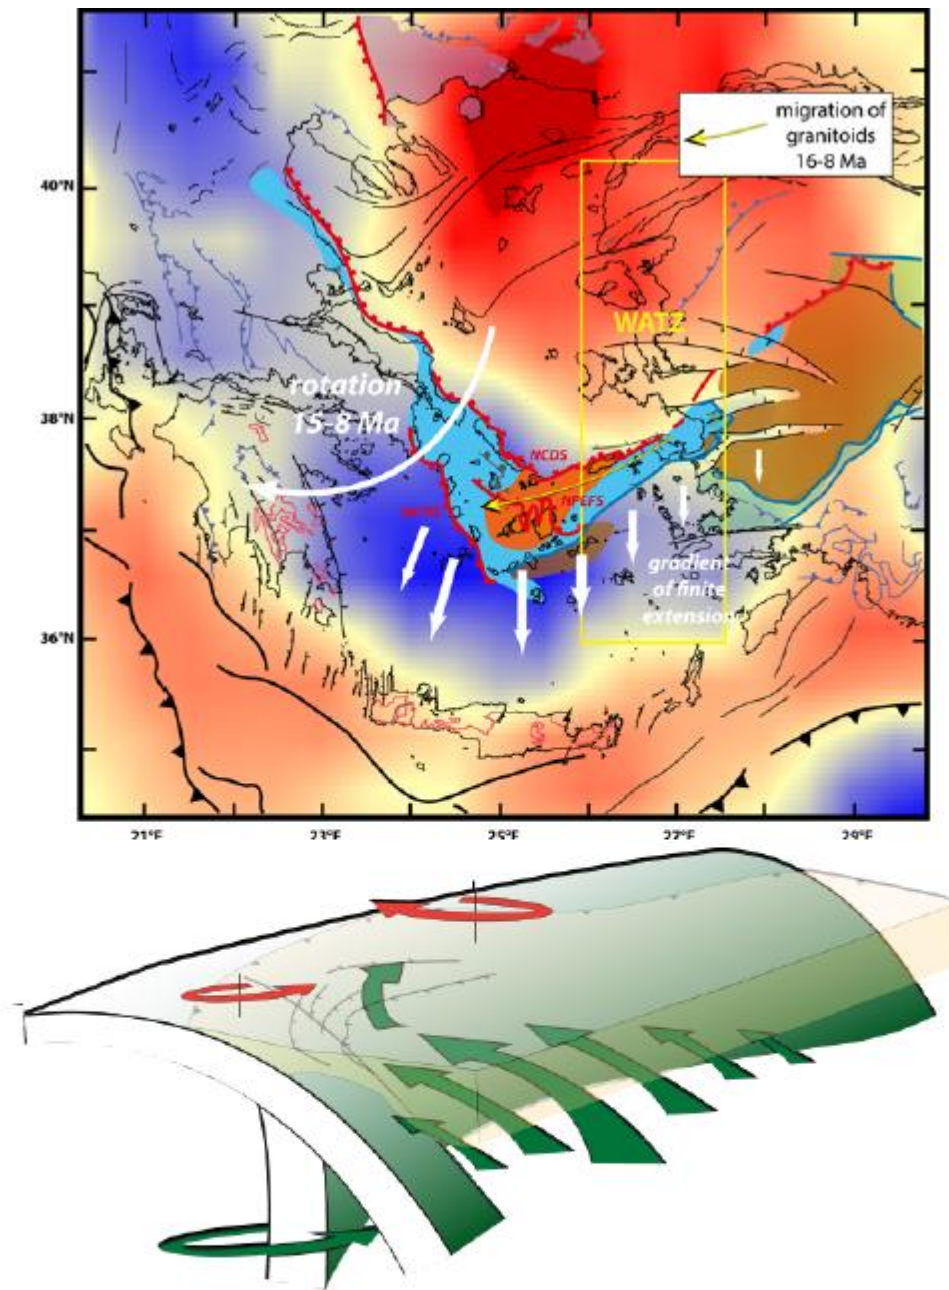 migration of
granitoids
16-8 Ma
40°N
WATZ
rotation
15-8 Ma
38°N
NCDS
NPEFS
gradient
of finite
extension
36°N
21°E
23°E
27°E
29°E